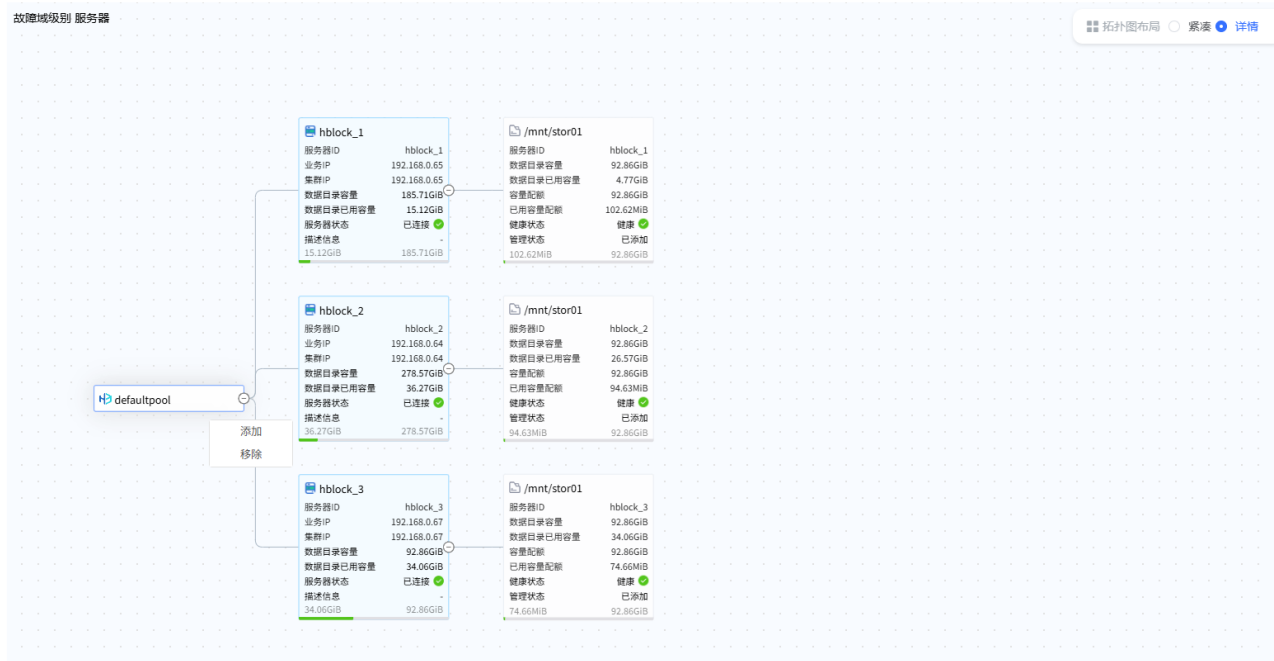 故障域级别 服务器
拓扑图布局 紧凑 详情
hblock_1
服务器ID hblock_1
业务IP 192.168.0.65
集群IP 192.168.0.65
数据目录容量 185.71GiB
数据目录已用容量 15.12GiB
服务器状态 已连接
描述信息 -
15.12GiB 185.71GiB
/mnt/stor01
服务器ID hblock_1
数据目录容量 92.86GiB
数据目录已用容量 4.77GiB
容量配额 92.86GiB
已用容量配额 102.62MiB
健康状态 健康
管理状态 已添加
102.62MiB 92.86GiB
hblock_2
服务器ID hblock_2
业务IP 192.168.0.64
集群IP 192.168.0.64
数据目录容量 278.57GiB
数据目录已用容量 36.27GiB
服务器状态 已连接
描述信息 -
36.27GiB 278.57GiB
/mnt/stor01
服务器ID hblock_2
数据目录容量 92.86GiB
数据目录已用容量 26.57GiB
容量配额 92.86GiB
已用容量配额 94.63MiB
健康状态 健康
管理状态 已添加
94.63MiB 92.86GiB
defaultpool
添加
移除
hblock_3
服务器ID hblock_3
业务IP 192.168.0.67
集群IP 192.168.0.67
数据目录容量 92.86GiB
数据目录已用容量 34.06GiB
服务器状态 已连接
描述信息 -
34.06GiB 92.86GiB
/mnt/stor01
服务器ID hblock_3
数据目录容量 92.86GiB
数据目录已用容量 34.06GiB
容量配额 92.86GiB
已用容量配额 74.66MiB
健康状态 健康
管理状态 已添加
74.66MiB 92.86GiB